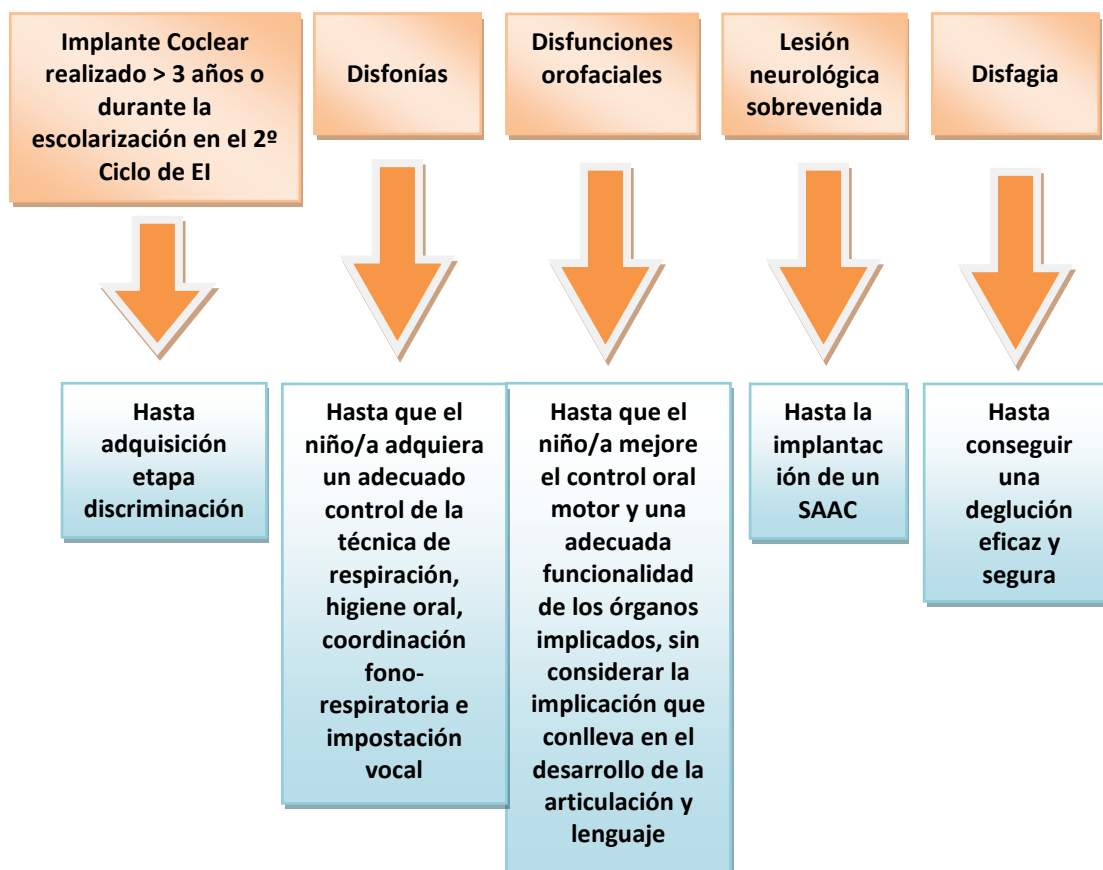 Implante Coclear
realizado > 3 años o
durante la
escolarización en el 2º
Ciclo de EI
Disfonías
Disfunciones
orofaciales
Lesión
neurológica
sobrevenida
Disfagia
Hasta
adquisición
etapa
discriminación
Hasta que el
niño/a adquiera
un adecuado
control de la
técnica de
respiración,
higiene oral,
coordinación
fono-
respiratoria e
impostación
vocal
Hasta que el
niño/a mejore
el control oral
motor y una
adecuada
funcionalidad
de los órganos
implicados, sin
considerar la
implicación que
conlleva en el
desarrollo de la
articulación y
lenguaje
Hasta la
implantac
ión de un
SAAC
Hasta
conseguir
una
deglución
eficaz y
segura